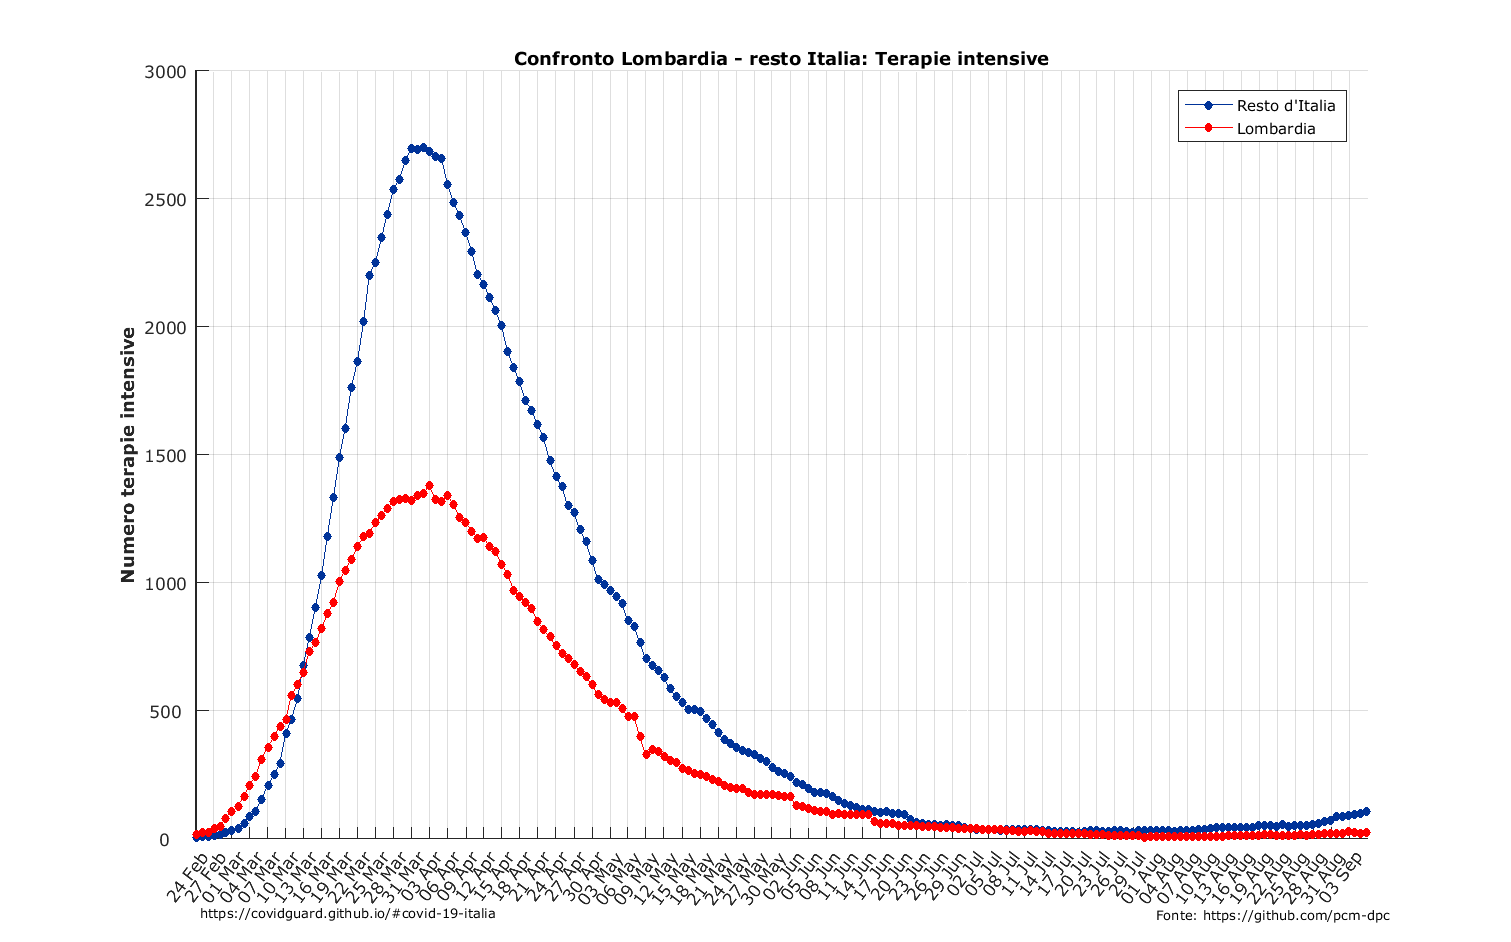 Confronto Lombardia - resto Italia: Terapie intensive
Resto d'Italia
Lombardia
Numero terapie intensive
3000
2500
2000
1500
1000
500
0
24 Feb
27 Feb
01 Mar
04 Mar
07 Mar
10 Mar
13 Mar
16 Mar
19 Mar
22 Mar
25 Mar
28 Mar
31 Mar
03 Apr
06 Apr
09 Apr
12 Apr
15 Apr
18 Apr
21 Apr
24 Apr
27 Apr
30 Apr
03 May
06 May
09 May
12 May
15 May
18 May
21 May
24 May
27 May
30 May
02 Jun
05 Jun
08 Jun
11 Jun
14 Jun
17 Jun
20 Jun
23 Jun
26 Jun
29 Jun
02 Jul
05 Jul
08 Jul
11 Jul
14 Jul
17 Jul
20 Jul
23 Jul
26 Jul
29 Jul
01 Aug
04 Aug
07 Aug
10 Aug
13 Aug
16 Aug
19 Aug
22 Aug
25 Aug
28 Aug
31 Aug
03 Sep
https://covidguard.github.io/#covid-19-italia
Fonte: https://github.com/pcm-dpc